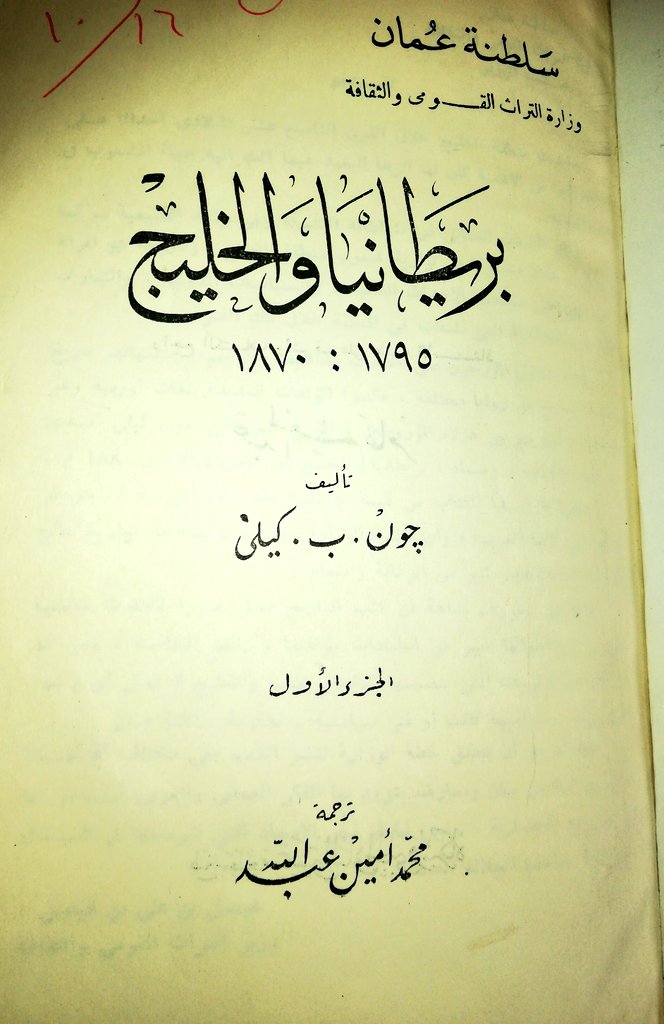 ١٠ / ١٦
سلطنة عُمان
وزارة التراث القومى والثقافة
بريطانيا والخليج
١٧٩٥ : ١٨٧٠
تأليف
چون . ب . كيلى
الجزء الأول
ترجمة
محمد أمين عبد الله